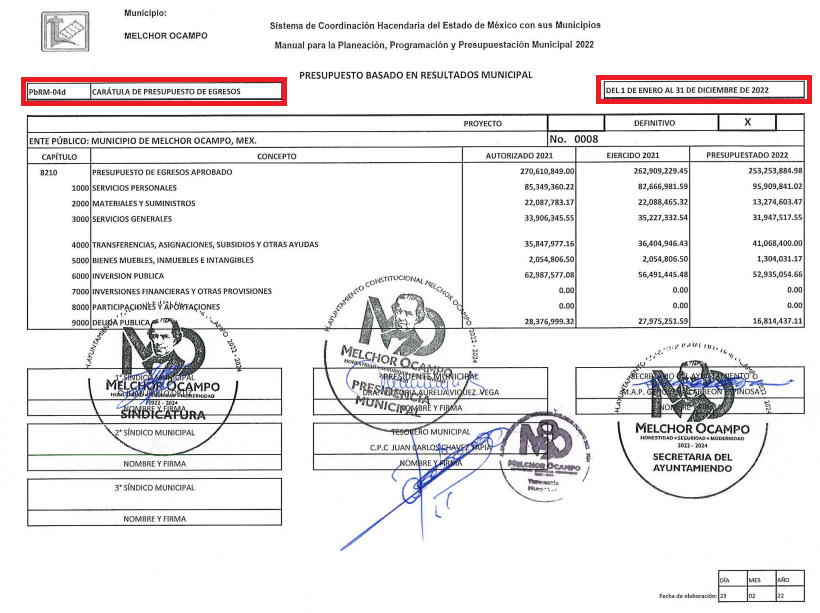 Municipio:
MELCHOR OCAMPO
Sistema de Coordinación Hacendaria del Estado de México con sus Municipios
Manual para la Planeación, Programación y Presupuestación Municipal 2022
PRESUPUESTO BASADO EN RESULTADOS MUNICIPAL
PbRM-04d CARÁTULA DE PRESUPUESTO DE EGRESOS
DEL 1 DE ENERO AL 31 DE DICIEMBRE DE 2022
PROYECTO DEFINITIVO X
ENTE PÚBLICO: MUNICIPIO DE MELCHOR OCAMPO, MEX. No. 0008
CAPÍTULO CONCEPTO AUTORIZADO 2021 EJERCIDO 2021 PRESUPUESTADO 2022
8210 PRESUPUESTO DE EGRESOS APROBADO 270,610,849.00 262,909,229.45 253,253,884.98
1000 SERVICIOS PERSONALES 85,349,360.22 82,666,981.59 95,909,841.02
2000 MATERIALES Y SUMINISTROS 22,087,783.17 22,088,465.32 13,274,603.47
3000 SERVICIOS GENERALES 33,906,345.55 35,227,332.54 31,947,517.55
4000 TRANSFERENCIAS, ASIGNACIONES, SUBSIDIOS Y OTRAS AYUDAS 35,847,977.16 36,404,946.43 41,068,400.00
5000 BIENES MUEBLES, INMUEBLES E INTANGIBLES 2,054,806.50 2,054,806.50 1,304,031.17
6000 INVERSION PUBLICA 62,987,577.08 56,491,445.48 52,935,054.66
7000 INVERSIONES FINANCIERAS Y OTRAS PROVISIONES 0.00 0.00 0.00
8000 PARTICIPACIONES Y APORTACIONES 0.00 0.00 0.00
9000 DEUDA PUBLICA 28,376,999.32 27,975,251.59 16,814,437.11
H. AYUNTAMIENTO CONSTITUCIONAL MELCHOR OCAMPO 2022 - 2024
MELCHOR OCAMPO
HONESTIDAD • SEGURIDAD
PRESIDENCIA
MUNICIPAL
1° SÍNDICO MUNICIPAL
MELCHOR OCAMPO
HONESTIDAD • SEGURIDAD • MODERNIDAD
2022 - 2024
NOMBRE Y FIRMA
SINDICATURA
PRESIDENTE MUNICIPAL
VICTORIA AURELIA VIQUEZ VEGA
NOMBRE Y FIRMA
SECRETARIO DEL AYUNTAMIENTO
M.A.P. CARREON ESPINOSA
NOMBRE
MELCHOR OCAMPO
HONESTIDAD • SEGURIDAD • MODERNIDAD
2022 - 2024
SECRETARIA DEL
AYUNTAMIENDO
2° SÍNDICO MUNICIPAL
NOMBRE Y FIRMA
TESORERO MUNICIPAL
C.P.C JUAN CARLOS CHAVEZ TAPIA
NOMBRE Y FIRMA
MELCHOR OCAMPO
Tesorería
Municipal
3° SÍNDICO MUNICIPAL
NOMBRE Y FIRMA
DÍA MES AÑO
Fecha de elaboración: 23 02 22